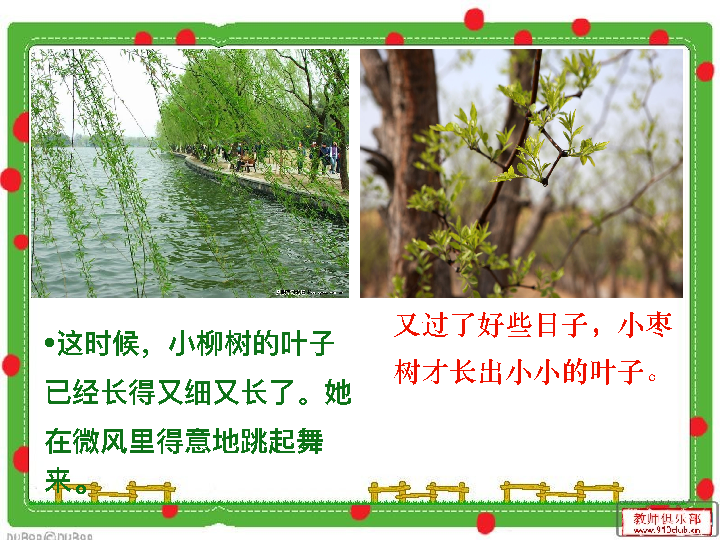 •这时候，小柳树的叶子
已经长得又细又长了。她
在微风里得意地跳起舞
来。
又过了好些日子，小枣
树才长出小小的叶子。
教师俱乐部
www.910club.cn